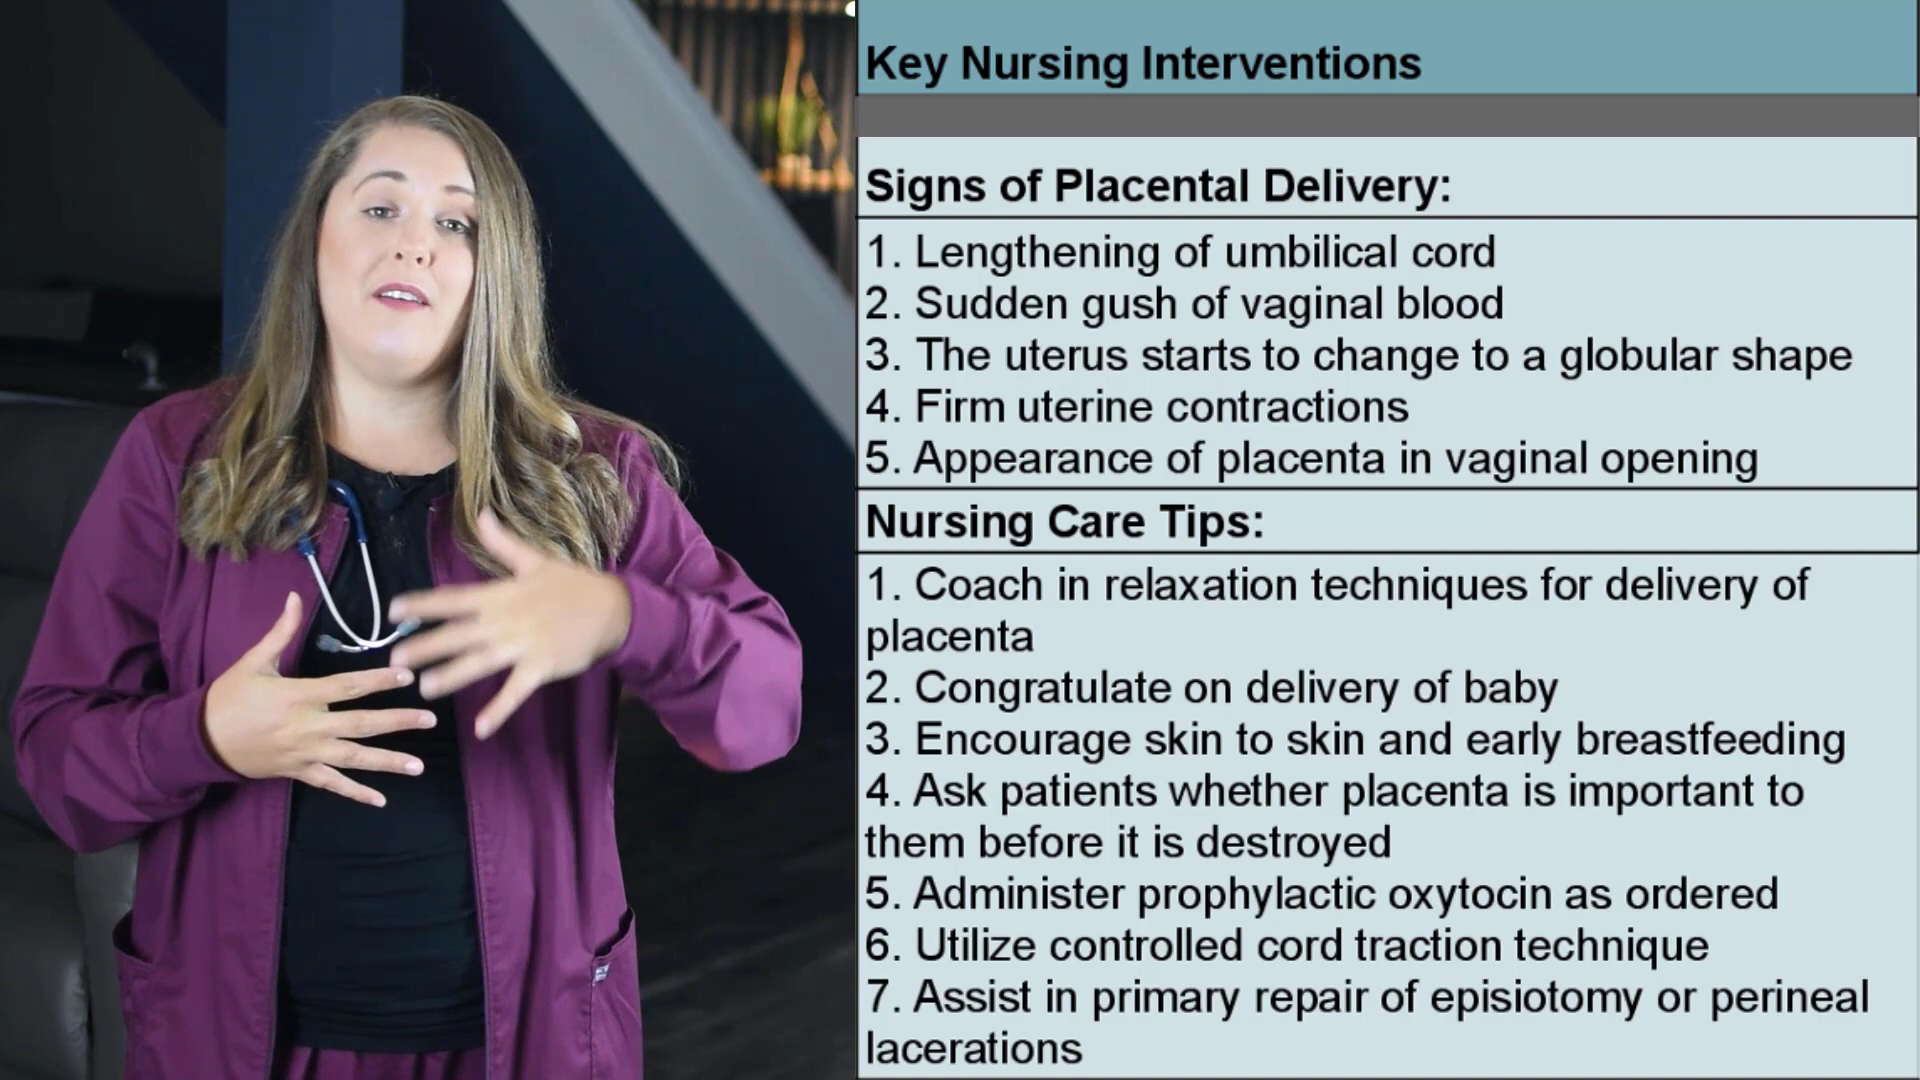 Key Nursing Interventions
Signs of Placental Delivery:
1. Lengthening of umbilical cord
2. Sudden gush of vaginal blood
3. The uterus starts to change to a globular shape
4. Firm uterine contractions
5. Appearance of placenta in vaginal opening
Nursing Care Tips:
1. Coach in relaxation techniques for delivery of
placenta
2. Congratulate on delivery of baby
3. Encourage skin to skin and early breastfeeding
4. Ask patients whether placenta is important to
them before it is destroyed
5. Administer prophylactic oxytocin as ordered
6. Utilize controlled cord traction technique
7. Assist in primary repair of episiotomy or perineal
lacerations